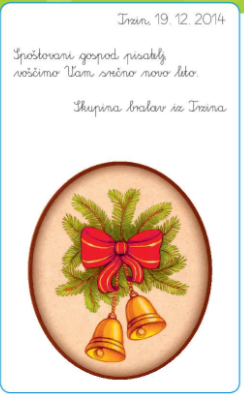 Trzin, 19. 12. 2014
Spoštovani gospod pisatelj,
voščimo Vam srečno novo leto.
Skupina bralcev iz Trzina